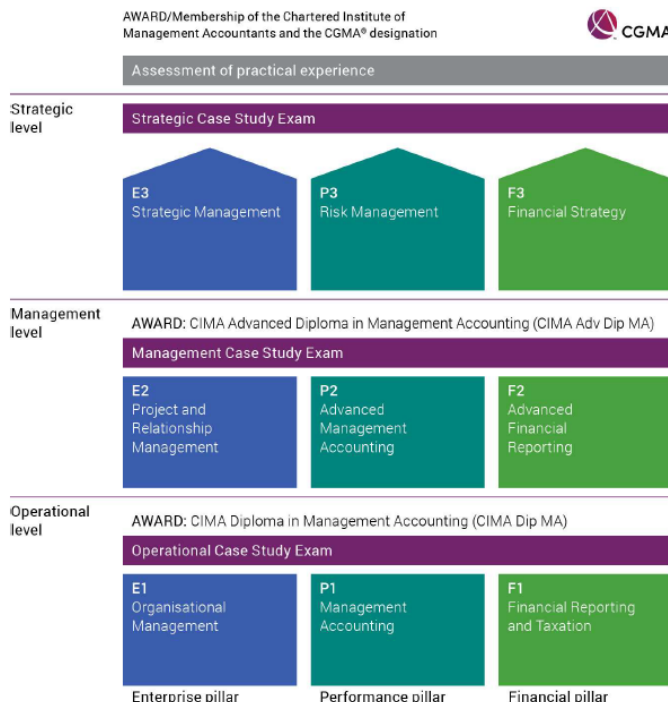 AWARD/Membership of the Chartered Institute of
Management Accountants and the CGMA® designation
CGMA
Assessment of practical experience
Strategic
level
Strategic Case Study Exam
E3
Strategic Management
P3
Risk Management
F3
Financial Strategy
Management
level
AWARD: CIMA Advanced Diploma in Management Accounting (CIMA Adv Dip MA)
Management Case Study Exam
E2
Project and
Relationship
Management
P2
Advanced
Management
Accounting
F2
Advanced
Financial
Reporting
Operational
level
AWARD: CIMA Diploma in Management Accounting (CIMA Dip MA)
Operational Case Study Exam
E1
Organisational
Management
P1
Management
Accounting
F1
Financial Reporting
and Taxation
Enterprise pillar
Performance pillar
Financial pillar